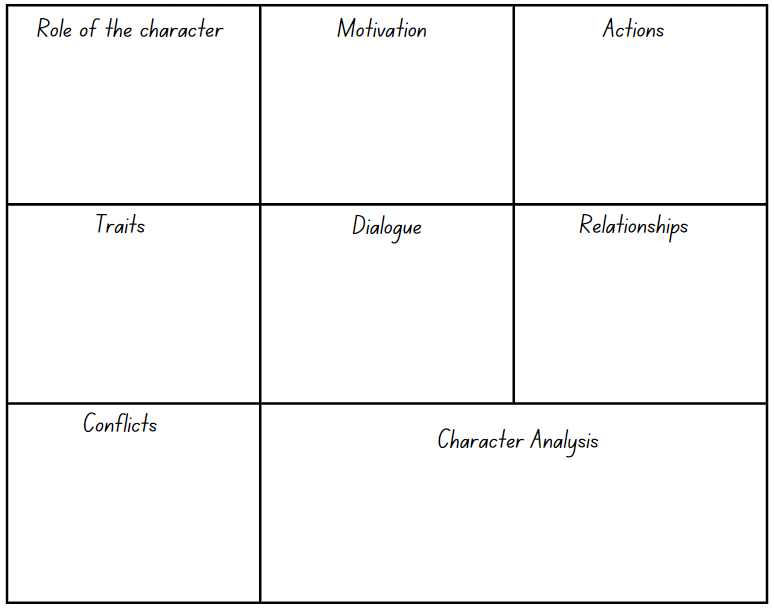 Role of the character
Motivation
Actions
Traits
Dialogue
Relationships
Conflicts
Character Analysis